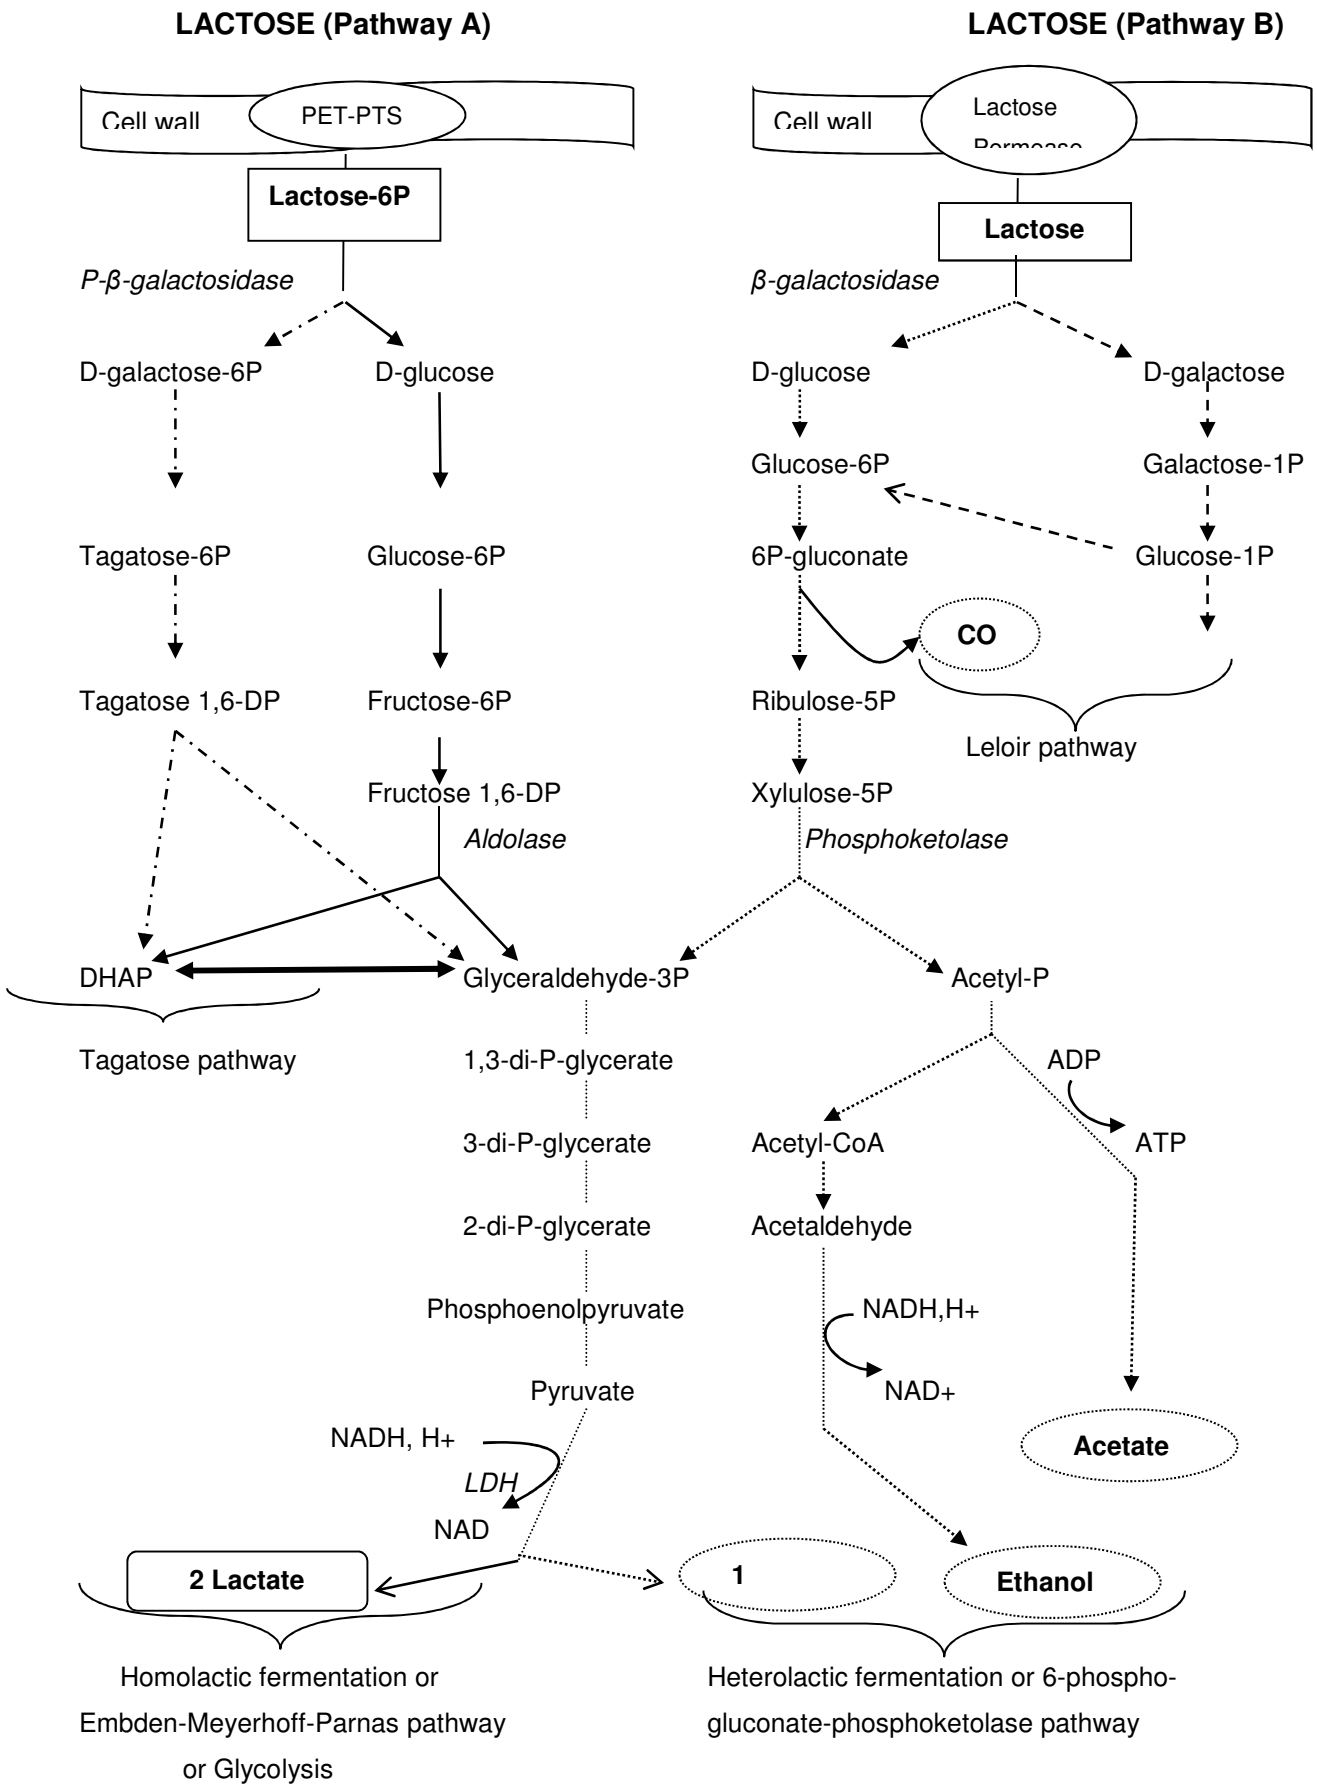 LACTOSE (Pathway A) LACTOSE (Pathway B)
Cell wall PET-PTS Cell wall Lactose
Permease
Lactose-6P
Lactose
P-β-galactosidase β-galactosidase
D-galactose-6P D-glucose D-glucose D-galactose
Glucose-6P Galactose-1P
Tagatose-6P Glucose-6P 6P-gluconate Glucose-1P
CO
Tagatose 1,6-DP Fructose-6P Ribulose-5P
Leloir pathway
Fructose 1,6-DP Xylulose-5P
Aldolase Phosphoketolase
DHAP Glyceraldehyde-3P Acetyl-P
Tagatose pathway 1,3-di-P-glycerate ADP
3-di-P-glycerate Acetyl-CoA ATP
2-di-P-glycerate Acetaldehyde
Phosphoenolpyruvate NADH,H+
Pyruvate NAD+
NADH, H+ Acetate
LDH
NAD
2 Lactate 1 Ethanol
Homolactic fermentation or Heterolactic fermentation or 6-phospho-
Embden-Meyerhoff-Parnas pathway gluconate-phosphoketolase pathway
or Glycolysis